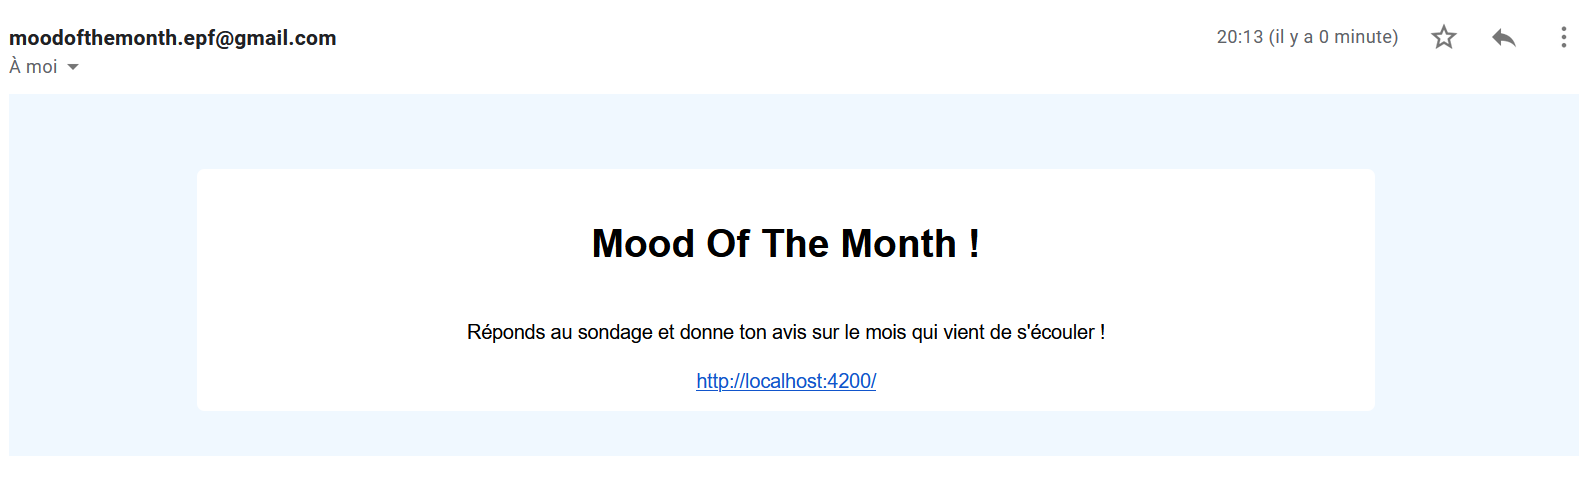 moodofthemonth.epf@gmail.com
20:13 (il y a 0 minute)
À moi
Mood Of The Month !
Réponds au sondage et donne ton avis sur le mois qui vient de s'écouler !
http://localhost:4200/